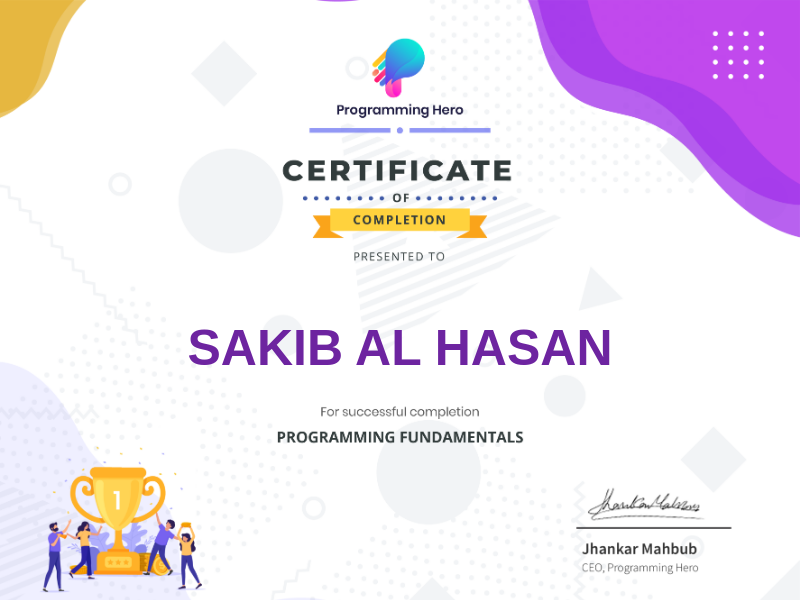 Programming Hero
CERTIFICATE
OF
COMPLETION
PRESENTED TO
SAKIB AL HASAN
For successful completion
PROGRAMMING FUNDAMENTALS
1
Jhankar Mahbub
Jhankar Mahbub
CEO, Programming Hero